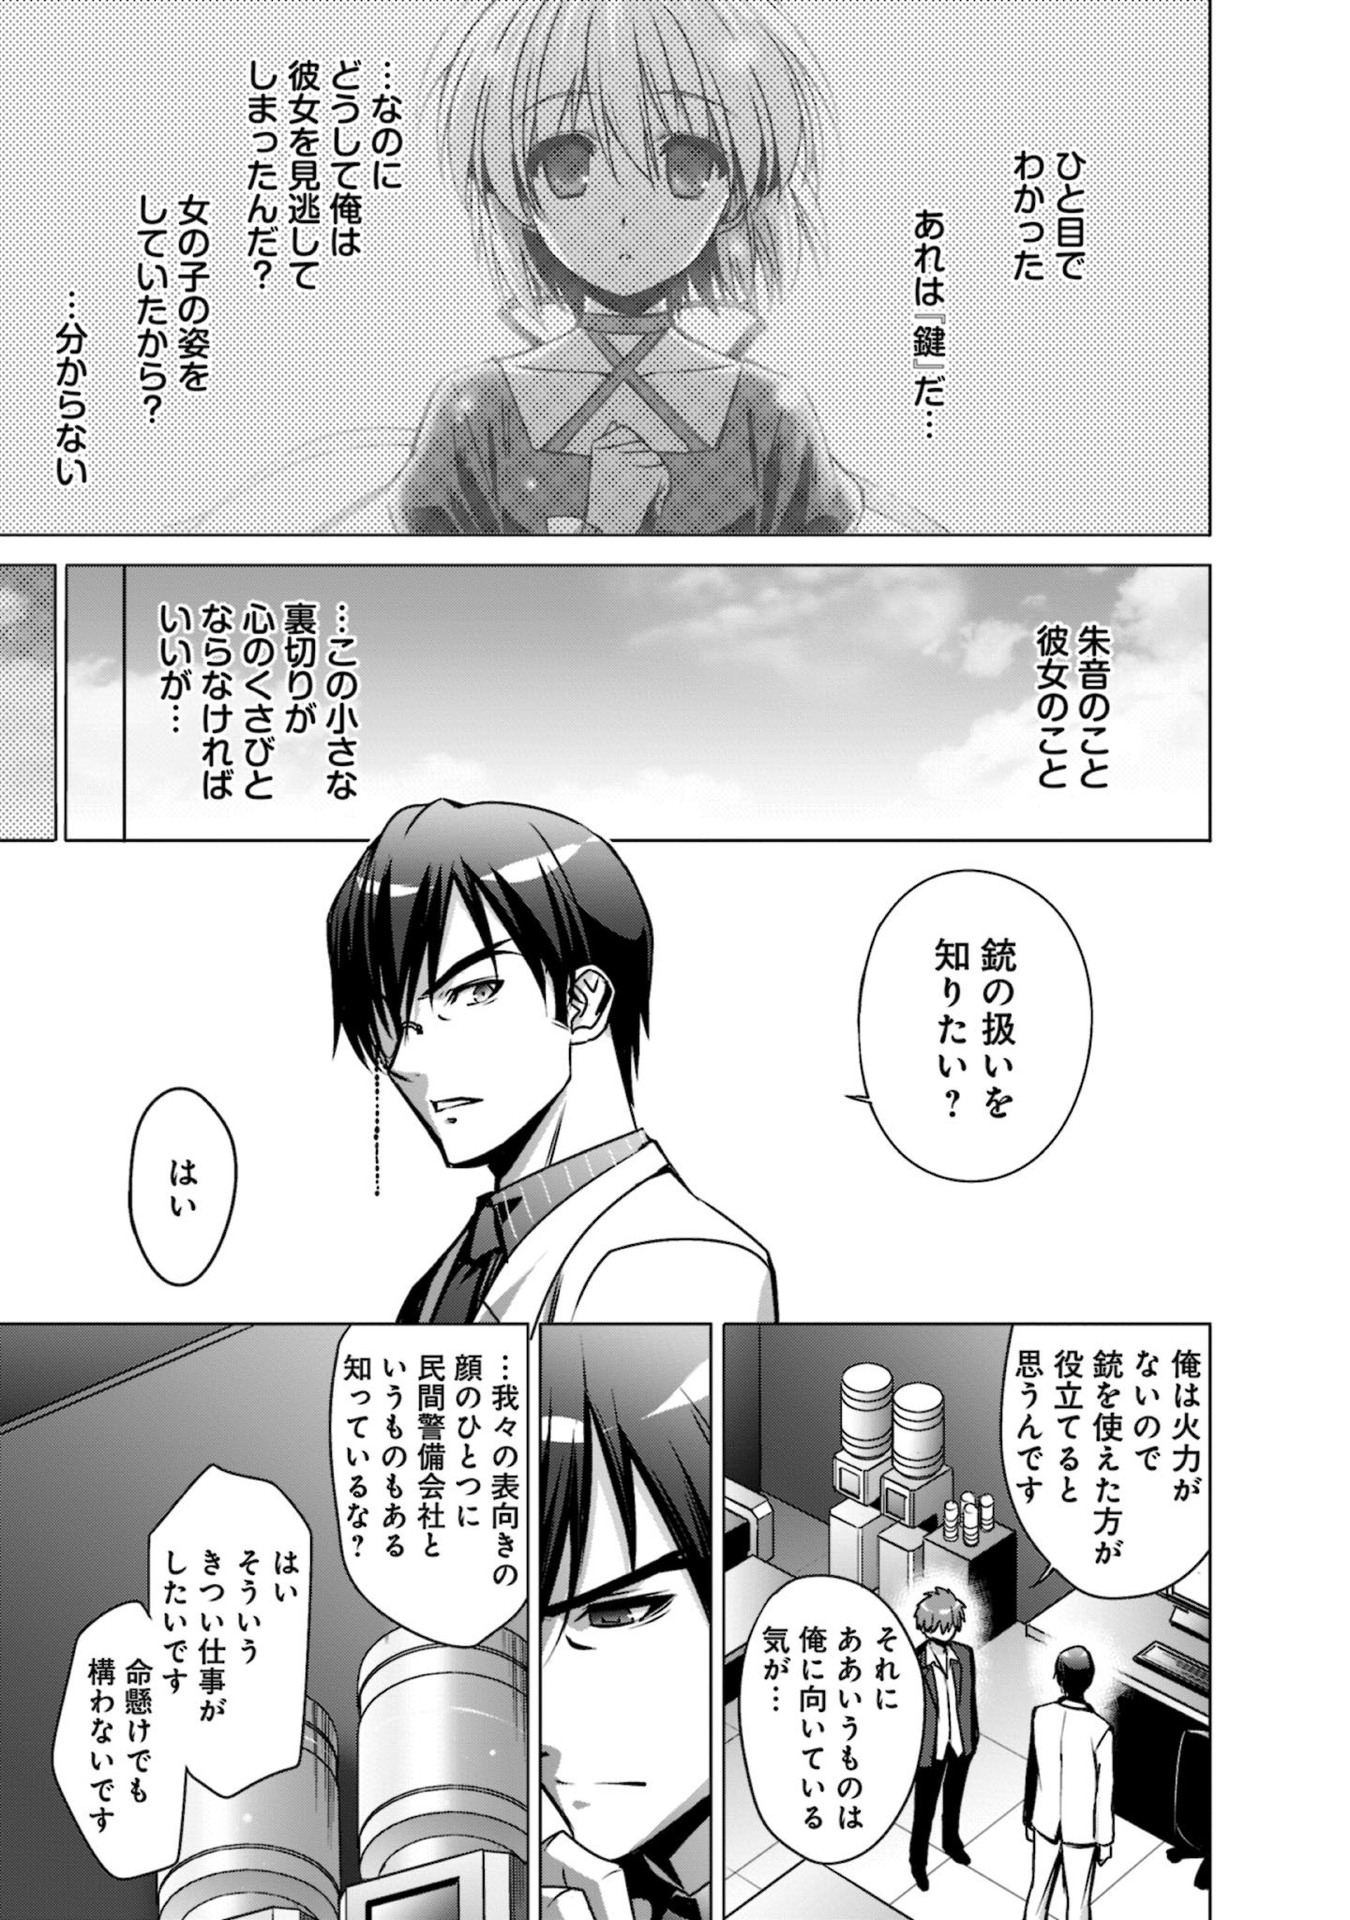 ひと目で
わかった
あれは『鍵』だ…
…なのに
どうして俺は
彼女を見逃して
しまったんだ？
女の子の姿を
していたから？
…分からない
朱音のこと
彼女のこと
…この小さな
裏切りが
心のくさびと
ならなければ
いいが…
銃の扱いを
知りたい？
はい
俺は火力が
ないので
銃を使えた方が
役立てると
思うんです
それに
ああいうものは
俺に向いている
気が…
…我々の表向きの
顔のひとつに
民間警備会社と
いうものもある
知っているな？
はい
そういう
きつい仕事が
したいです
命懸けでも
構わないです